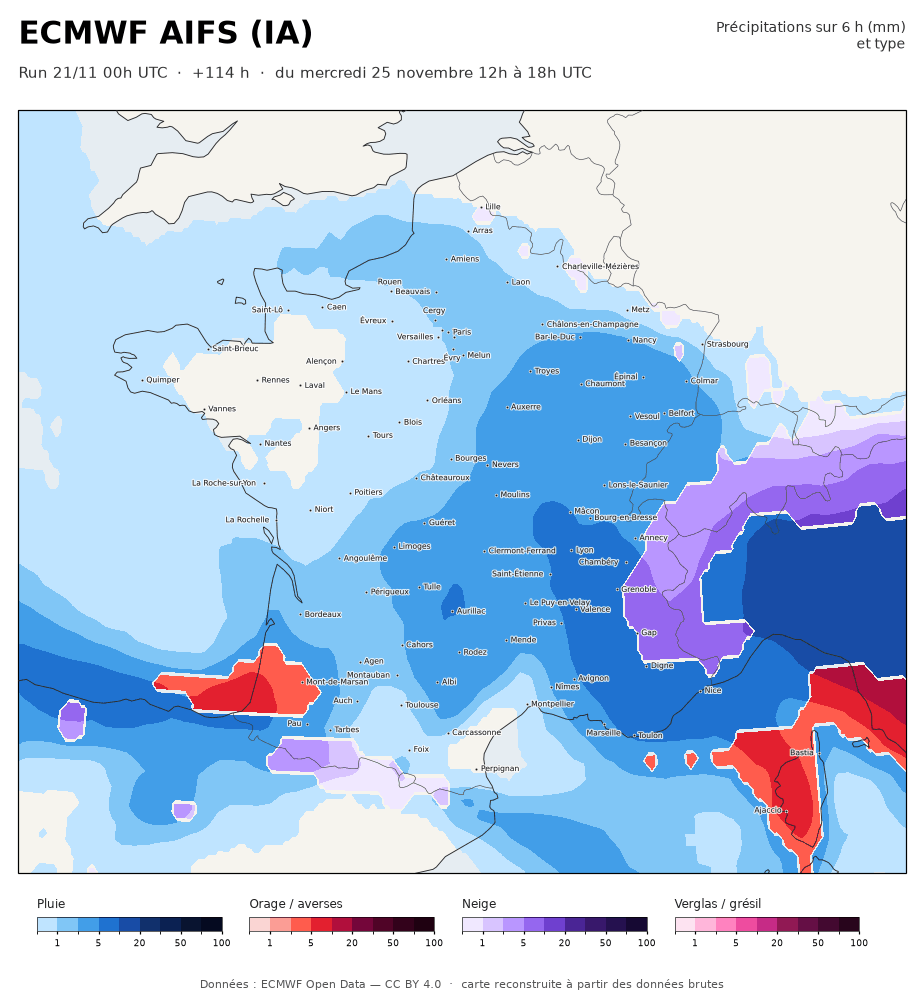 ECMWF AIFS (IA)
Précipitations sur 6 h (mm)
et type
Run 21/11 00h UTC · +114 h · du mercredi 25 novembre 12h à 18h UTC
Lille
Arras
Amiens
Charleville-Mézières
Rouen
Laon
Beauvais
Saint-Lô
Caen
Cergy
Metz
Évreux
Châlons-en-Champagne
Versailles
Paris
Bar-le-Duc
Nancy
Strasbourg
Saint-Brieuc
Alençon
Chartres
Évry
Melun
Quimper
Rennes
Laval
Troyes
Épinal
Chaumont
Colmar
Le Mans
Orléans
Auxerre
Vannes
Vesoul
Belfort
Angers
Blois
Nantes
Tours
Dijon
Besançon
Bourges
Nevers
La Roche-sur-Yon
Châteauroux
Lons-le-Saunier
Poitiers
Moulins
Niort
Mâcon
La Rochelle
Guéret
Bourg-en-Bresse
Annecy
Limoges
Clermont-Ferrand
Lyon
Angoulême
Chambéry
Saint-Étienne
Périgueux
Tulle
Grenoble
Bordeaux
Aurillac
Le Puy-en-Velay
Valence
Privas
Cahors
Mende
Gap
Rodez
Agen
Digne
Montauban
Mont-de-Marsan
Albi
Avignon
Nîmes
Nice
Auch
Toulouse
Montpellier
Pau
Tarbes
Carcassonne
Marseille
Toulon
Foix
Bastia
Perpignan
Ajaccio
Pluie
Orage / averses
Neige
Verglas / grésil
1 5 20 50 100
1 5 20 50 100
1 5 20 50 100
1 5 20 50 100
Données : ECMWF Open Data — CC BY 4.0 · carte reconstruite à partir des données brutes